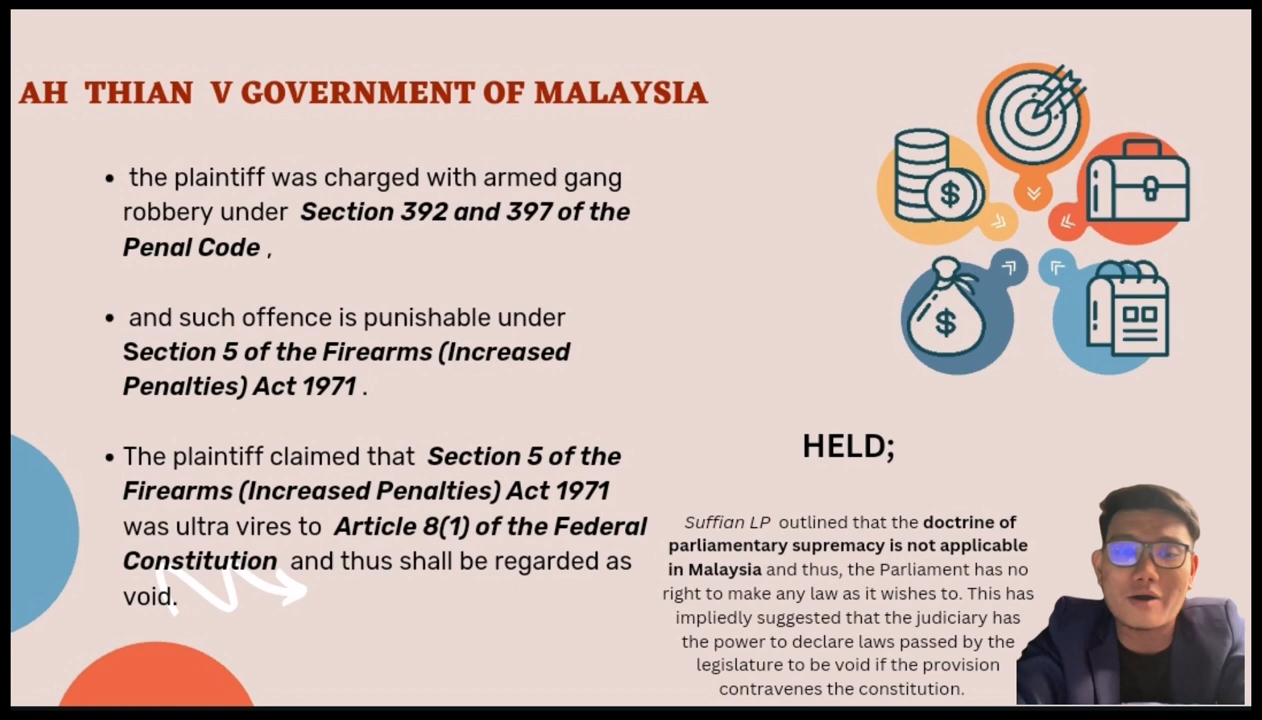 AH THIAN V GOVERNMENT OF MALAYSIA
• the plaintiff was charged with armed gang
robbery under Section 392 and 397 of the
Penal Code ,
• and such offence is punishable under
Section 5 of the Firearms (Increased
Penalties) Act 1971 .
• The plaintiff claimed that Section 5 of the
Firearms (Increased Penalties) Act 1971
was ultra vires to Article 8(1) of the Federal
Constitution and thus shall be regarded as
void.
$
$
HELD;
Suffian LP outlined that the doctrine of
parliamentary supremacy is not applicable
in Malaysia and thus, the Parliament has no
right to make any law as it wishes to. This has
impliedly suggested that the judiciary has
the power to declare laws passed by the
legislature to be void if the provision
contravenes the constitution.